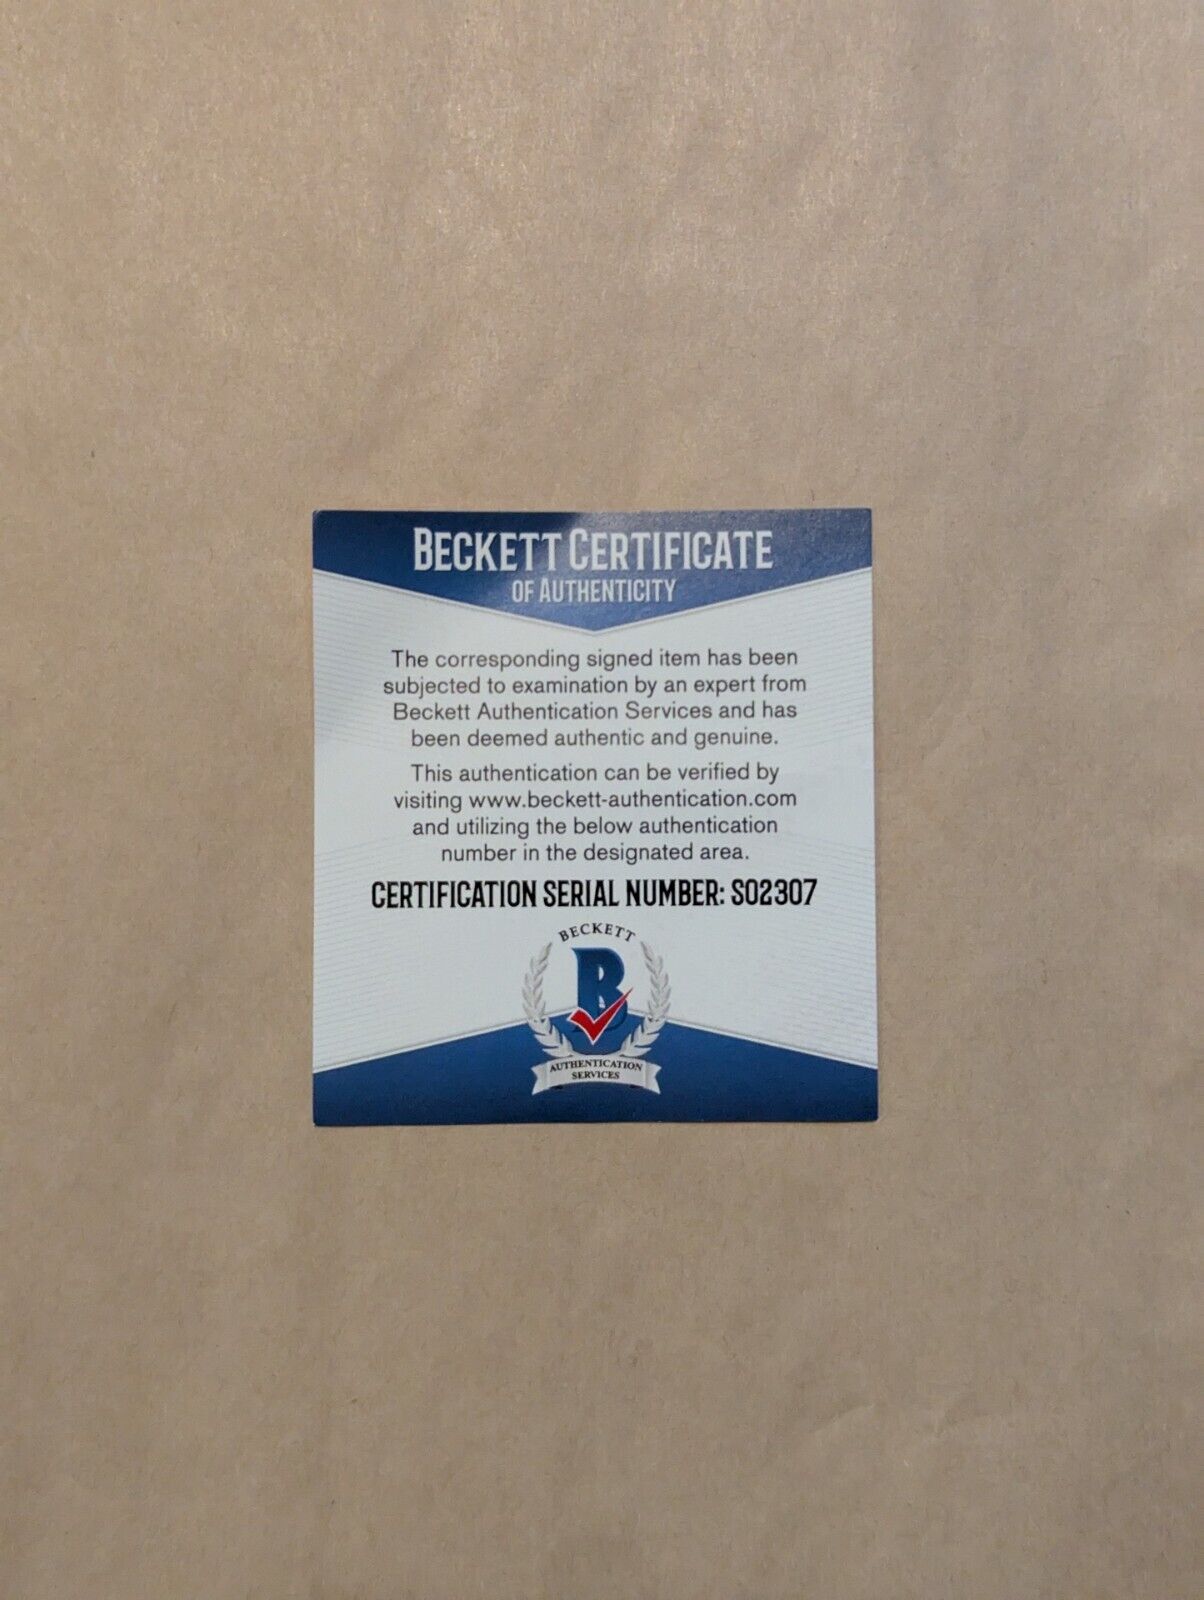 BECKETT CERTIFICATE
OF AUTHENTICITY
The corresponding signed item has been
subjected to examination by an expert from
Beckett Authentication Services and has
been deemed authentic and genuine.
This authentication can be verified by
visiting www.beckett-authentication.com
and utilizing the below authentication
number in the designated area.
CERTIFICATION SERIAL NUMBER: S02307
BECKETT
B
AUTHENTICATION
SERVICES